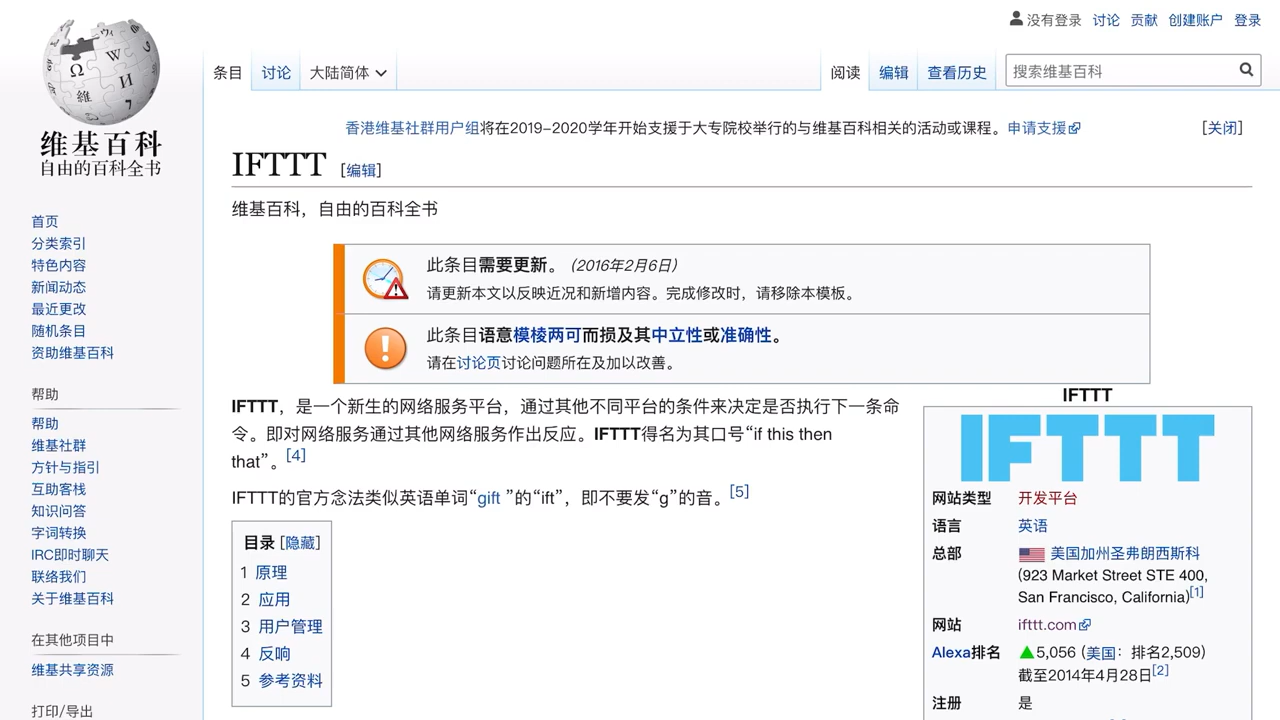 没有登录 讨论 贡献 创建账户 登录
条目 讨论 大陆简体 阅读 编辑 查看历史 搜索维基百科
维基百科
自由的百科全书
香港维基社群用户组将在2019–2020学年开始支援于大专院校举行的与维基百科相关的活动或课程。申请支援 [关闭]
IFTTT [编辑]
维基百科，自由的百科全书
首页
分类索引
特色内容
新闻动态
最近更改
随机条目
资助维基百科
帮助
帮助
维基社群
方针与指引
互助客栈
知识问答
字词转换
IRC即时聊天
联络我们
关于维基百科
在其他项目中
维基共享资源
打印/导出
此条目需要更新。 (2016年2月6日)
请更新本文以反映近况和新增内容。完成修改时，请移除本模板。
此条目语意模棱两可而损及其中立性或准确性。
请在讨论页讨论问题所在及加以改善。
IFTTT，是一个新生的网络服务平台，通过其他不同平台的条件来决定是否执行下一条命
令。即对网络服务通过其他网络服务作出反应。IFTTT得名为其口号“if this then
that”。[4]
IFTTT的官方念法类似英语单词“gift ”的“ift”，即不要发“g”的音。[5]
目录 [隐藏]
1 原理
2 应用
3 用户管理
4 反响
5 参考资料
IFTTT
IFTTT
网站类型 开发平台
语言 英语
总部 美国加州圣弗朗西斯科
(923 Market Street STE 400,
San Francisco, California)[1]
网站 ifttt.com
Alexa排名 ▲5,056 (美国：排名2,509)
截至2014年4月28日[2]
注册 是